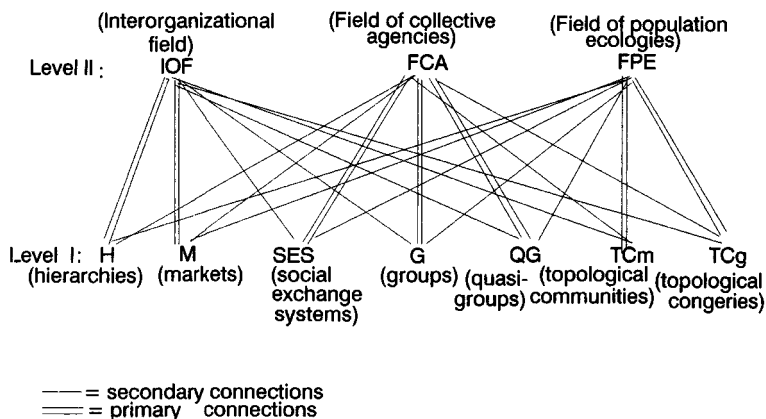 (Interorganizational
field)
(Field of collective
agencies)
(Field of population
ecologies)
Level II: IOF FCA FPE
Level I: H M SES G QG TCm TCg
(hierarchies) (markets) (social
exchange
systems) (groups) (quasi-
groups) (topological
communities) (topological
congeries)
= secondary connections
= primary connections